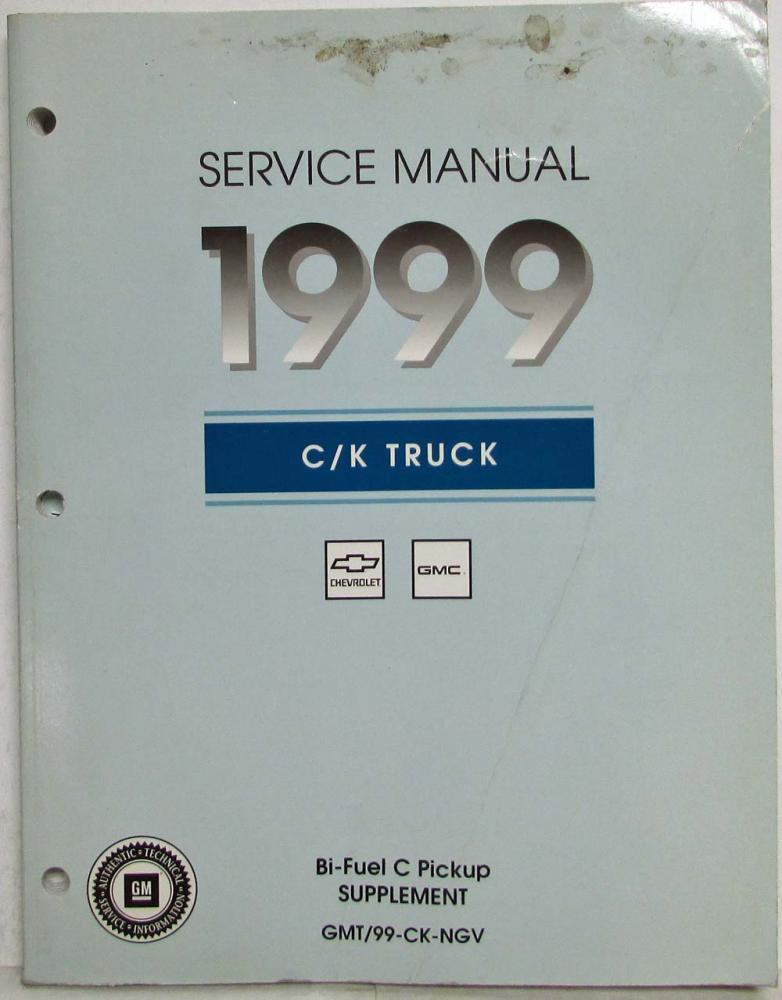 SERVICE MANUAL
1999
C/K TRUCK
CHEVROLET
GMC
AUTHENTIC = TECHNICAL = SERVICE = INFORMATION =
GM
Bi-Fuel C Pickup
SUPPLEMENT
GMT/99-CK-NGV